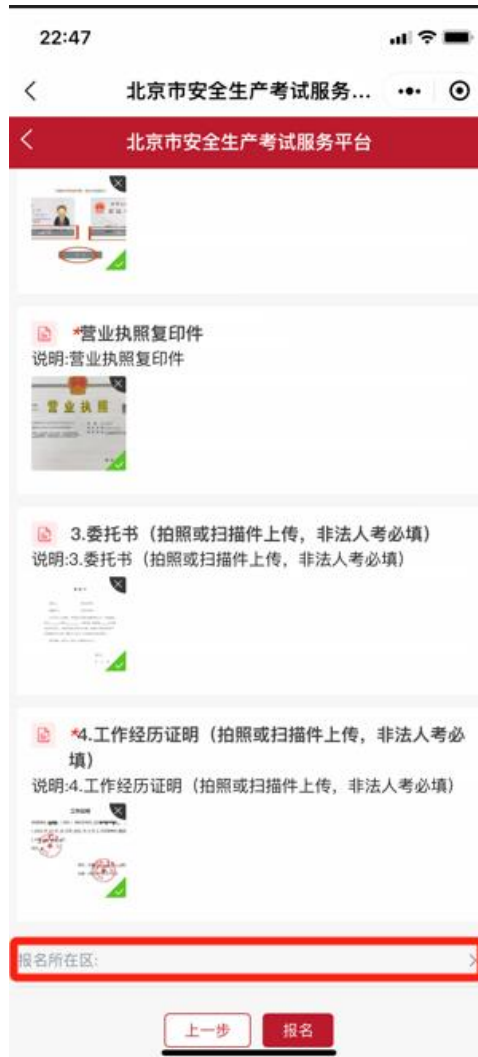 22:47
北京市安全生产考试服务...
北京市安全生产考试服务平台
*营业执照复印件
说明:营业执照复印件
营业执照
3.委托书（拍照或扫描件上传，非法人考必填）
说明:3.委托书（拍照或扫描件上传，非法人考必填）
*4.工作经历证明（拍照或扫描件上传，非法人考必
填）
说明:4.工作经历证明（拍照或扫描件上传，非法人考必填）
工作证明
报名所在区:
上一步
报名